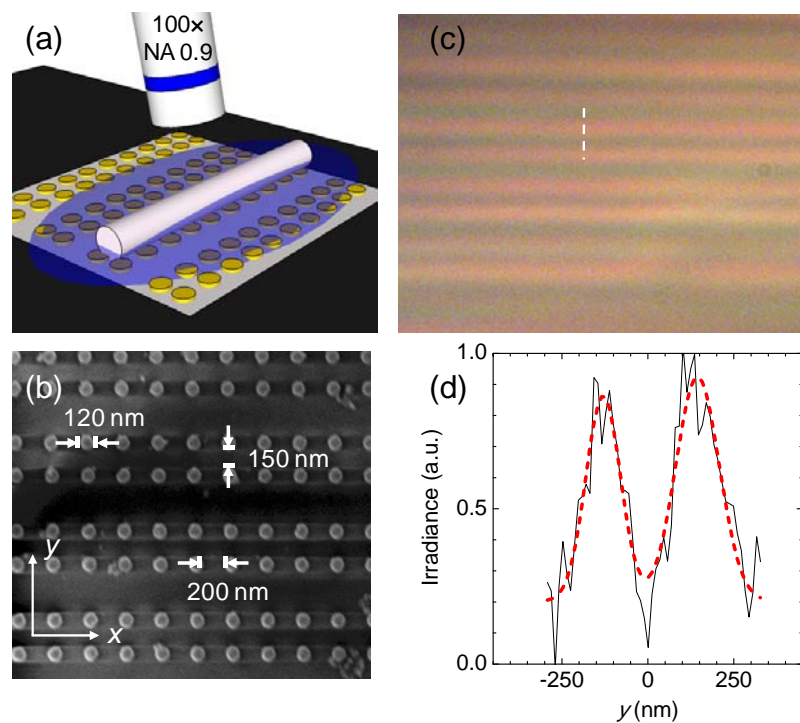 (a)
100×
NA 0.9
(b)
120 nm
150 nm
200 nm
y
x
(c)
(d)
1.0
0.5
0.0
Irradiance (a.u.)
-250
0
250
y (nm)